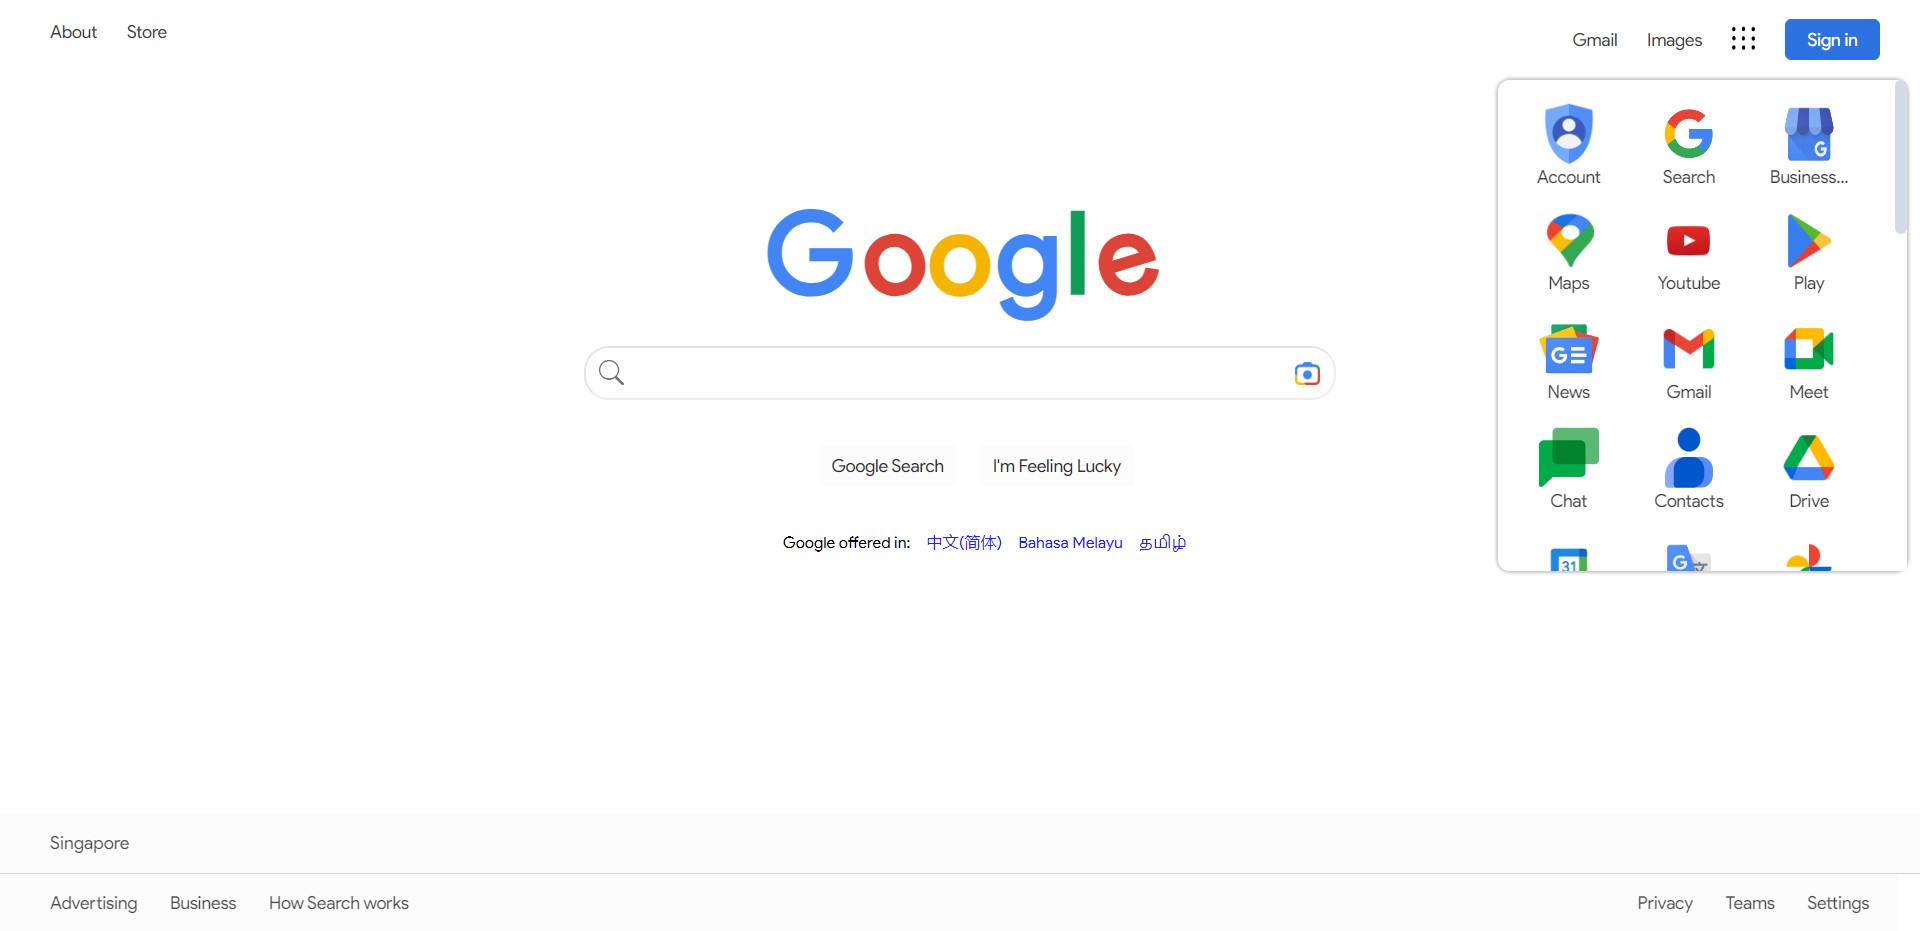 About Store
Gmail Images Sign in
Account Search Business...
Google
Maps Youtube Play
GE
News Gmail Meet
Google Search I'm Feeling Lucky
Chat Contacts Drive
Google offered in: 中文(简体) Bahasa Melayu தமிழ்
31 G 文
Singapore
Advertising Business How Search works
Privacy Teams Settings